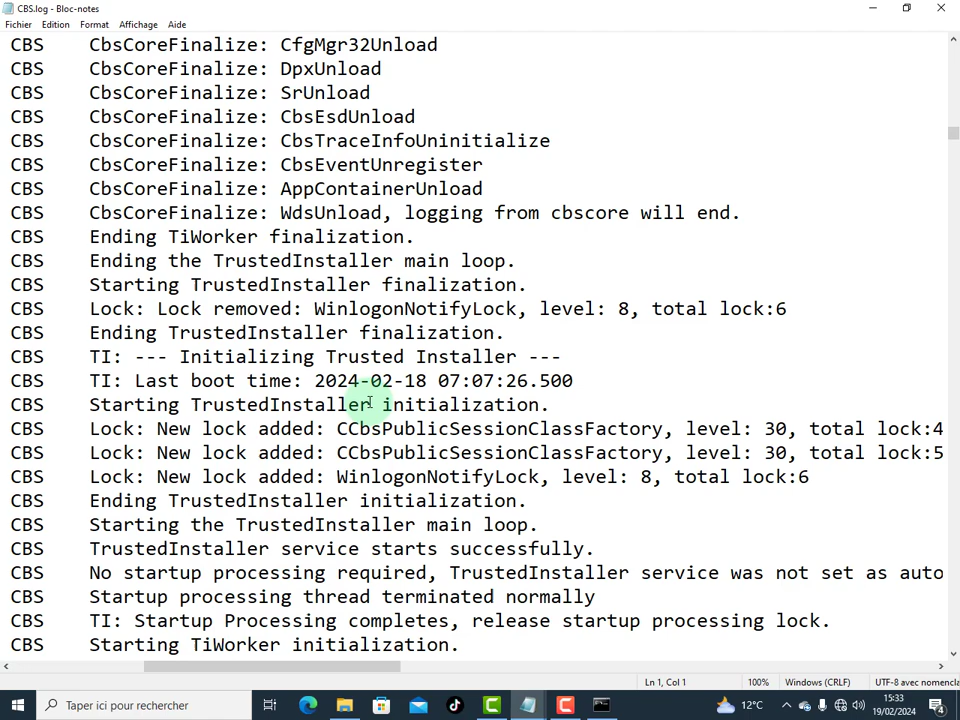 CBS.log - Bloc-notes
Fichier Edition Format Affichage Aide
CBS CbsCoreFinalize: CfgMgr32Unload
CBS CbsCoreFinalize: DpxUnload
CBS CbsCoreFinalize: SrUnload
CBS CbsCoreFinalize: CbsEsdUnload
CBS CbsCoreFinalize: CbsTraceInfoUninitialize
CBS CbsCoreFinalize: CbsEventUnregister
CBS CbsCoreFinalize: AppContainerUnload
CBS CbsCoreFinalize: WdsUnload, logging from cbscore will end.
CBS Ending TiWorker finalization.
CBS Ending the TrustedInstaller main loop.
CBS Starting TrustedInstaller finalization.
CBS Lock: Lock removed: WinlogonNotifyLock, level: 8, total lock:6
CBS Ending TrustedInstaller finalization.
CBS TI: --- Initializing Trusted Installer ---
CBS TI: Last boot time: 2024-02-18 07:07:26.500
CBS Starting TrustedInstaller initialization.
CBS Lock: New lock added: CCbsPublicSessionClassFactory, level: 30, total lock:4
CBS Lock: New lock added: CCbsPublicSessionClassFactory, level: 30, total lock:5
CBS Lock: New lock added: WinlogonNotifyLock, level: 8, total lock:6
CBS Ending TrustedInstaller initialization.
CBS Starting the TrustedInstaller main loop.
CBS TrustedInstaller service starts successfully.
CBS No startup processing required, TrustedInstaller service was not set as auto
CBS Startup processing thread terminated normally
CBS TI: Startup Processing completes, release startup processing lock.
CBS Starting TiWorker initialization.
Ln 1, Col 1 100% Windows (CRLF) UTF-8 avec nomencla
Taper ici pour rechercher
12°C
15:33
19/02/2024
4